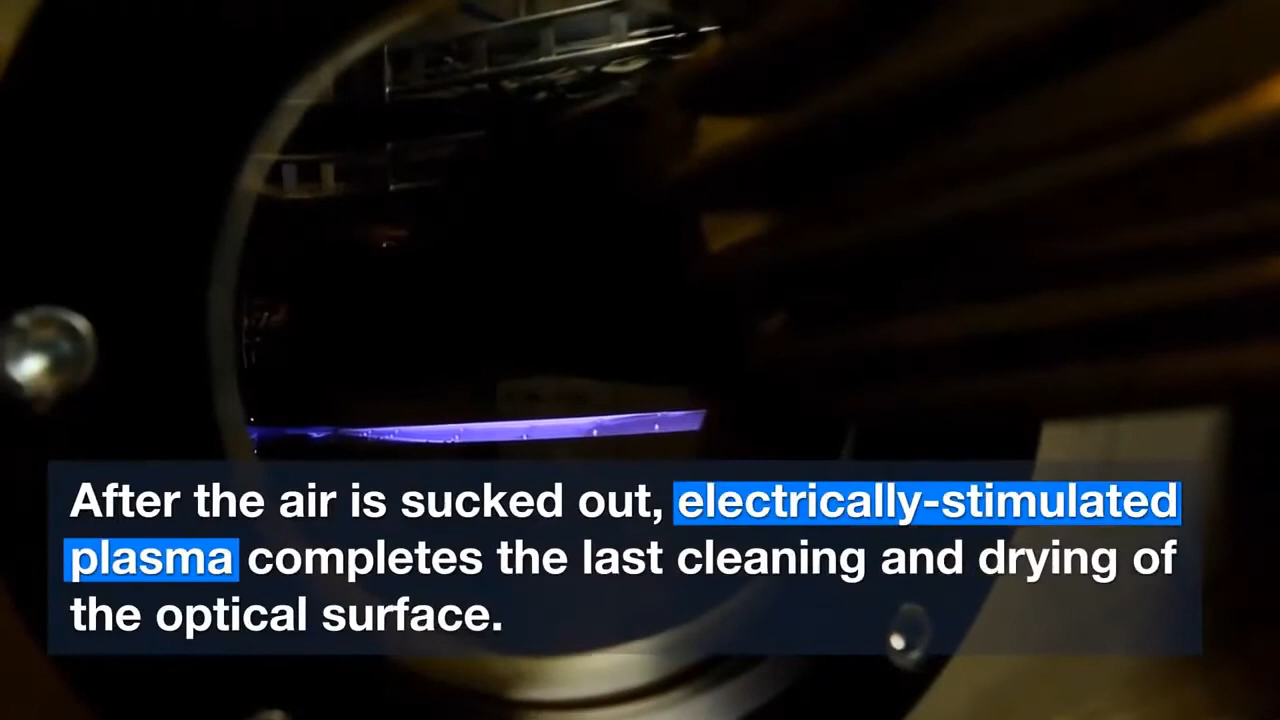 After the air is sucked out, electrically-stimulated
plasma completes the last cleaning and drying of
the optical surface.